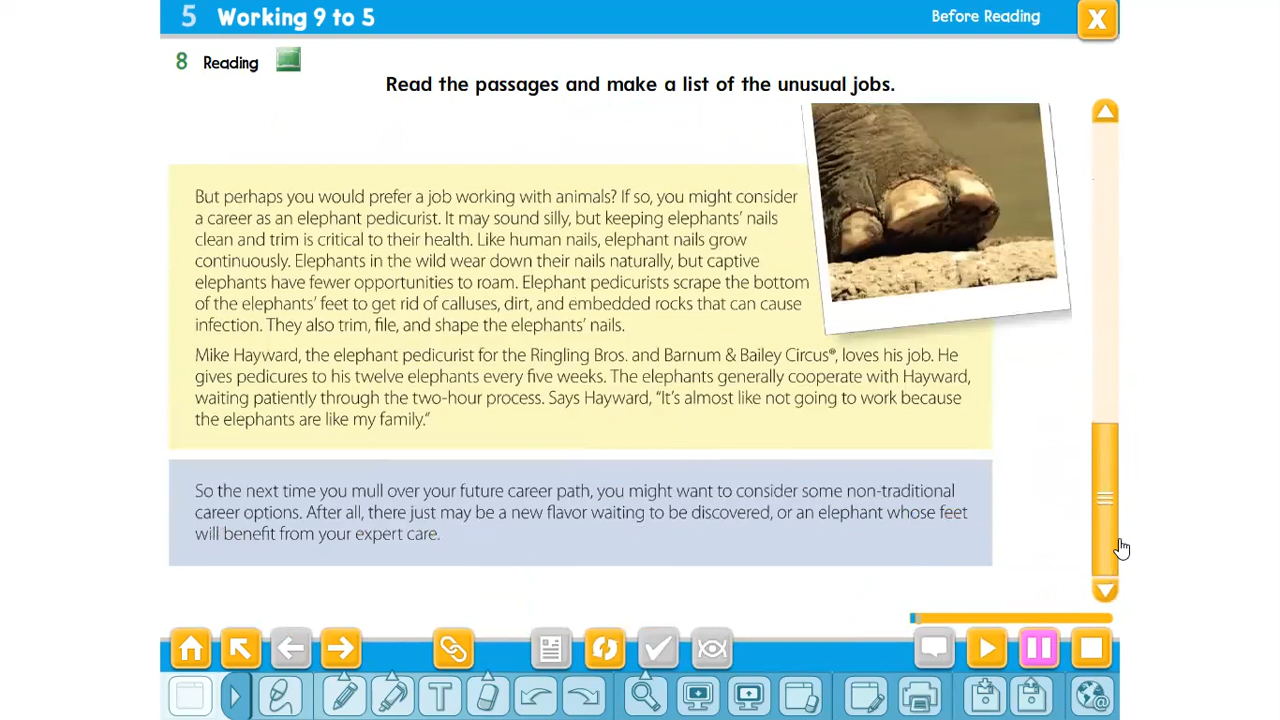 5 Working 9 to 5
Before Reading
X
8 Reading
Read the passages and make a list of the unusual jobs.
But perhaps you would prefer a job working with animals? If so, you might consider
a career as an elephant pedicurist. It may sound silly, but keeping elephants’ nails
clean and trim is critical to their health. Like human nails, elephant nails grow
continuously. Elephants in the wild wear down their nails naturally, but captive
elephants have fewer opportunities to roam. Elephant pedicurists scrape the bottom
of the elephants’ feet to get rid of calluses, dirt, and embedded rocks that can cause
infection. They also trim, file, and shape the elephants’ nails.
Mike Hayward, the elephant pedicurist for the Ringling Bros. and Barnum & Bailey Circus®, loves his job. He
gives pedicures to his twelve elephants every five weeks. The elephants generally cooperate with Hayward,
waiting patiently through the two-hour process. Says Hayward, “It’s almost like not going to work because
the elephants are like my family.”
So the next time you mull over your future career path, you might want to consider some non-traditional
career options. After all, there just may be a new flavor waiting to be discovered, or an elephant whose feet
will benefit from your expert care.
T
@